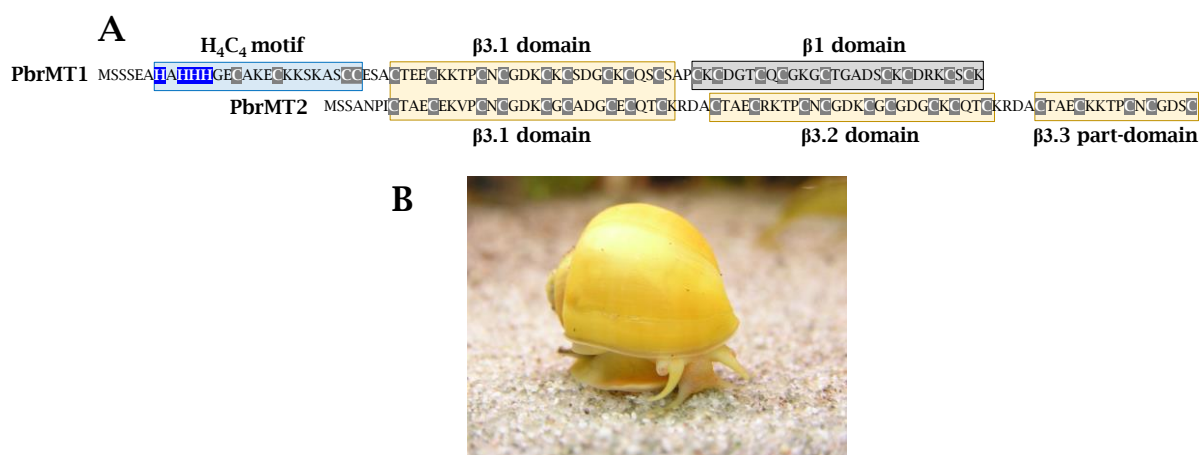 A
H₄C₄ motif β3.1 domain β1 domain
PbrMT1 MSSSEAHAHHHGECAKECKKSKASCCESACTEECKKTPCNCGDKCKCSDGCKCQSCSAPCKCDGTCQCGKGCTGADSCKCDRKCSCK
PbrMT2 MSSANPICTAECEKVPCNCGDKCGCADGCECQTCKRDACTAECRKTPCNCGDKCGCGDGCKCQTCKRDACTAECKKTPCNCGDSC
β3.1 domain β3.2 domain β3.3 part-domain
B